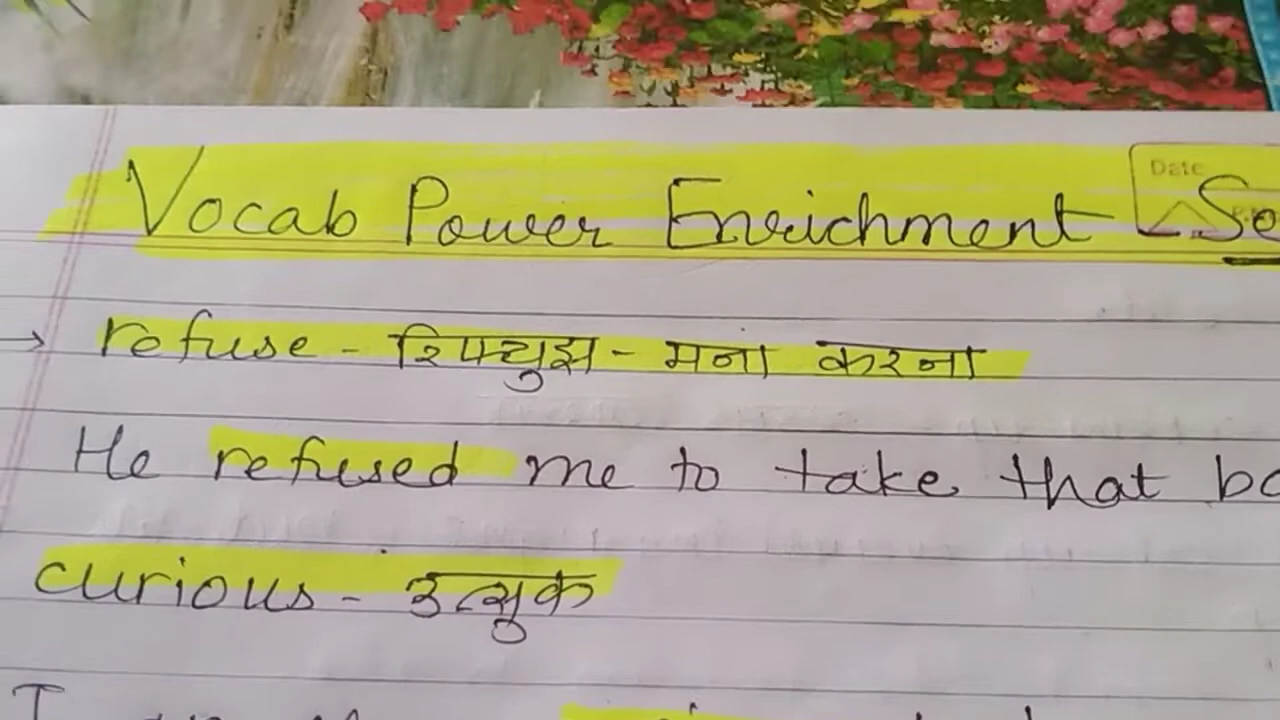 Vocab Power Enrichment
Date
→ refuse - रिफ्युझ - मना करना
He refused me to take that
curious - उत्सुक
I